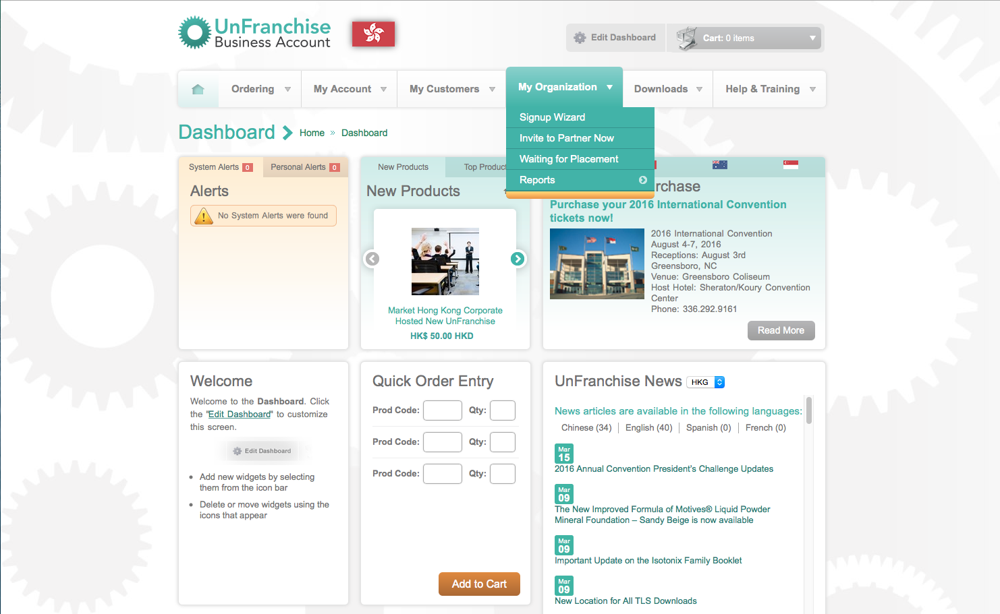 UnFranchise
Business Account
Edit Dashboard
Cart: 0 items
Ordering
My Account
My Customers
My Organization
Downloads
Help & Training
Signup Wizard
Invite to Partner Now
Waiting for Placement
Reports
Dashboard
Home » Dashboard
System Alerts 0
Personal Alerts 0
Alerts
No System Alerts were found
New Products
New Products
Market Hong Kong Corporate
Hosted New UnFranchise
HK$ 50.00 HKD
Purchase your 2016 International Convention
tickets now!
2016 International Convention
August 4-7, 2016
Receptions: August 3rd
Greensboro, NC
Venue: Greensboro Coliseum
Host Hotel: Sheraton/Koury Convention
Center
Phone: 336.292.9161
Read More
Welcome
Welcome to the Dashboard. Click
the "Edit Dashboard" to customize
this screen.
Edit Dashboard
• Add new widgets by selecting
them from the icon bar
• Delete or move widgets using the
icons that appear
Quick Order Entry
Prod Code: Qty:
Prod Code: Qty:
Prod Code: Qty:
Add to Cart
UnFranchise News HKG
News articles are available in the following languages:
Chinese (34) | English (40) | Spanish (0) | French (0)
Mar
15
2016 Annual Convention President's Challenge Updates
Mar
09
The New Improved Formula of Motives® Liquid Powder
Mineral Foundation – Sandy Beige is now available
Mar
09
Important Update on the Isotonix Family Booklet
Mar
09
New Location for All TLS Downloads